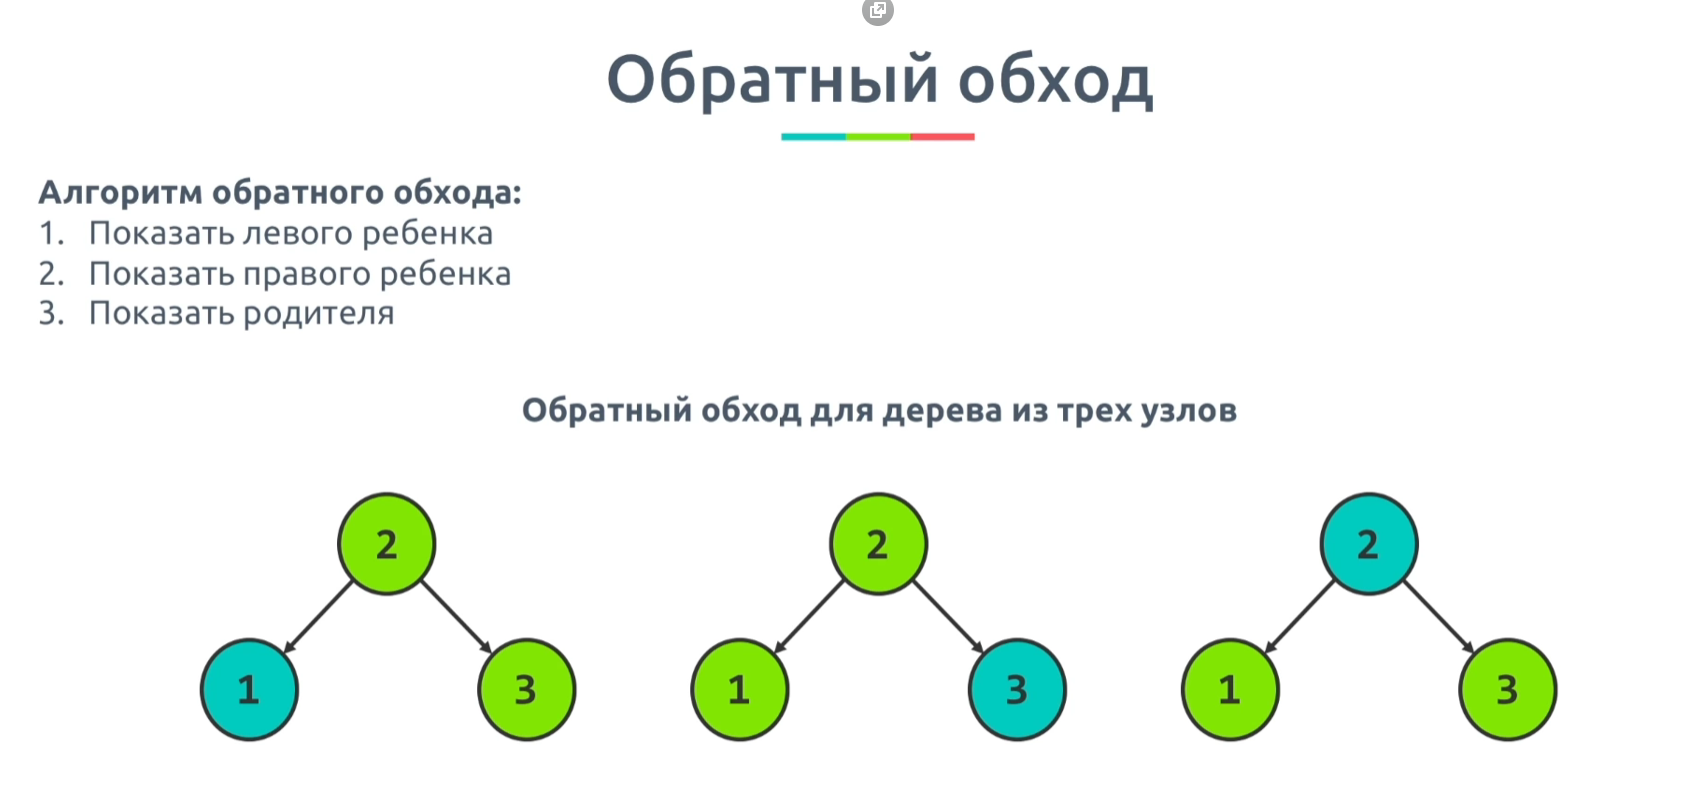 Обратный обход
Алгоритм обратного обхода:
1. Показать левого ребенка
2. Показать правого ребенка
3. Показать родителя
Обратный обход для дерева из трех узлов
2 2 2
1 3 1 3 1 3